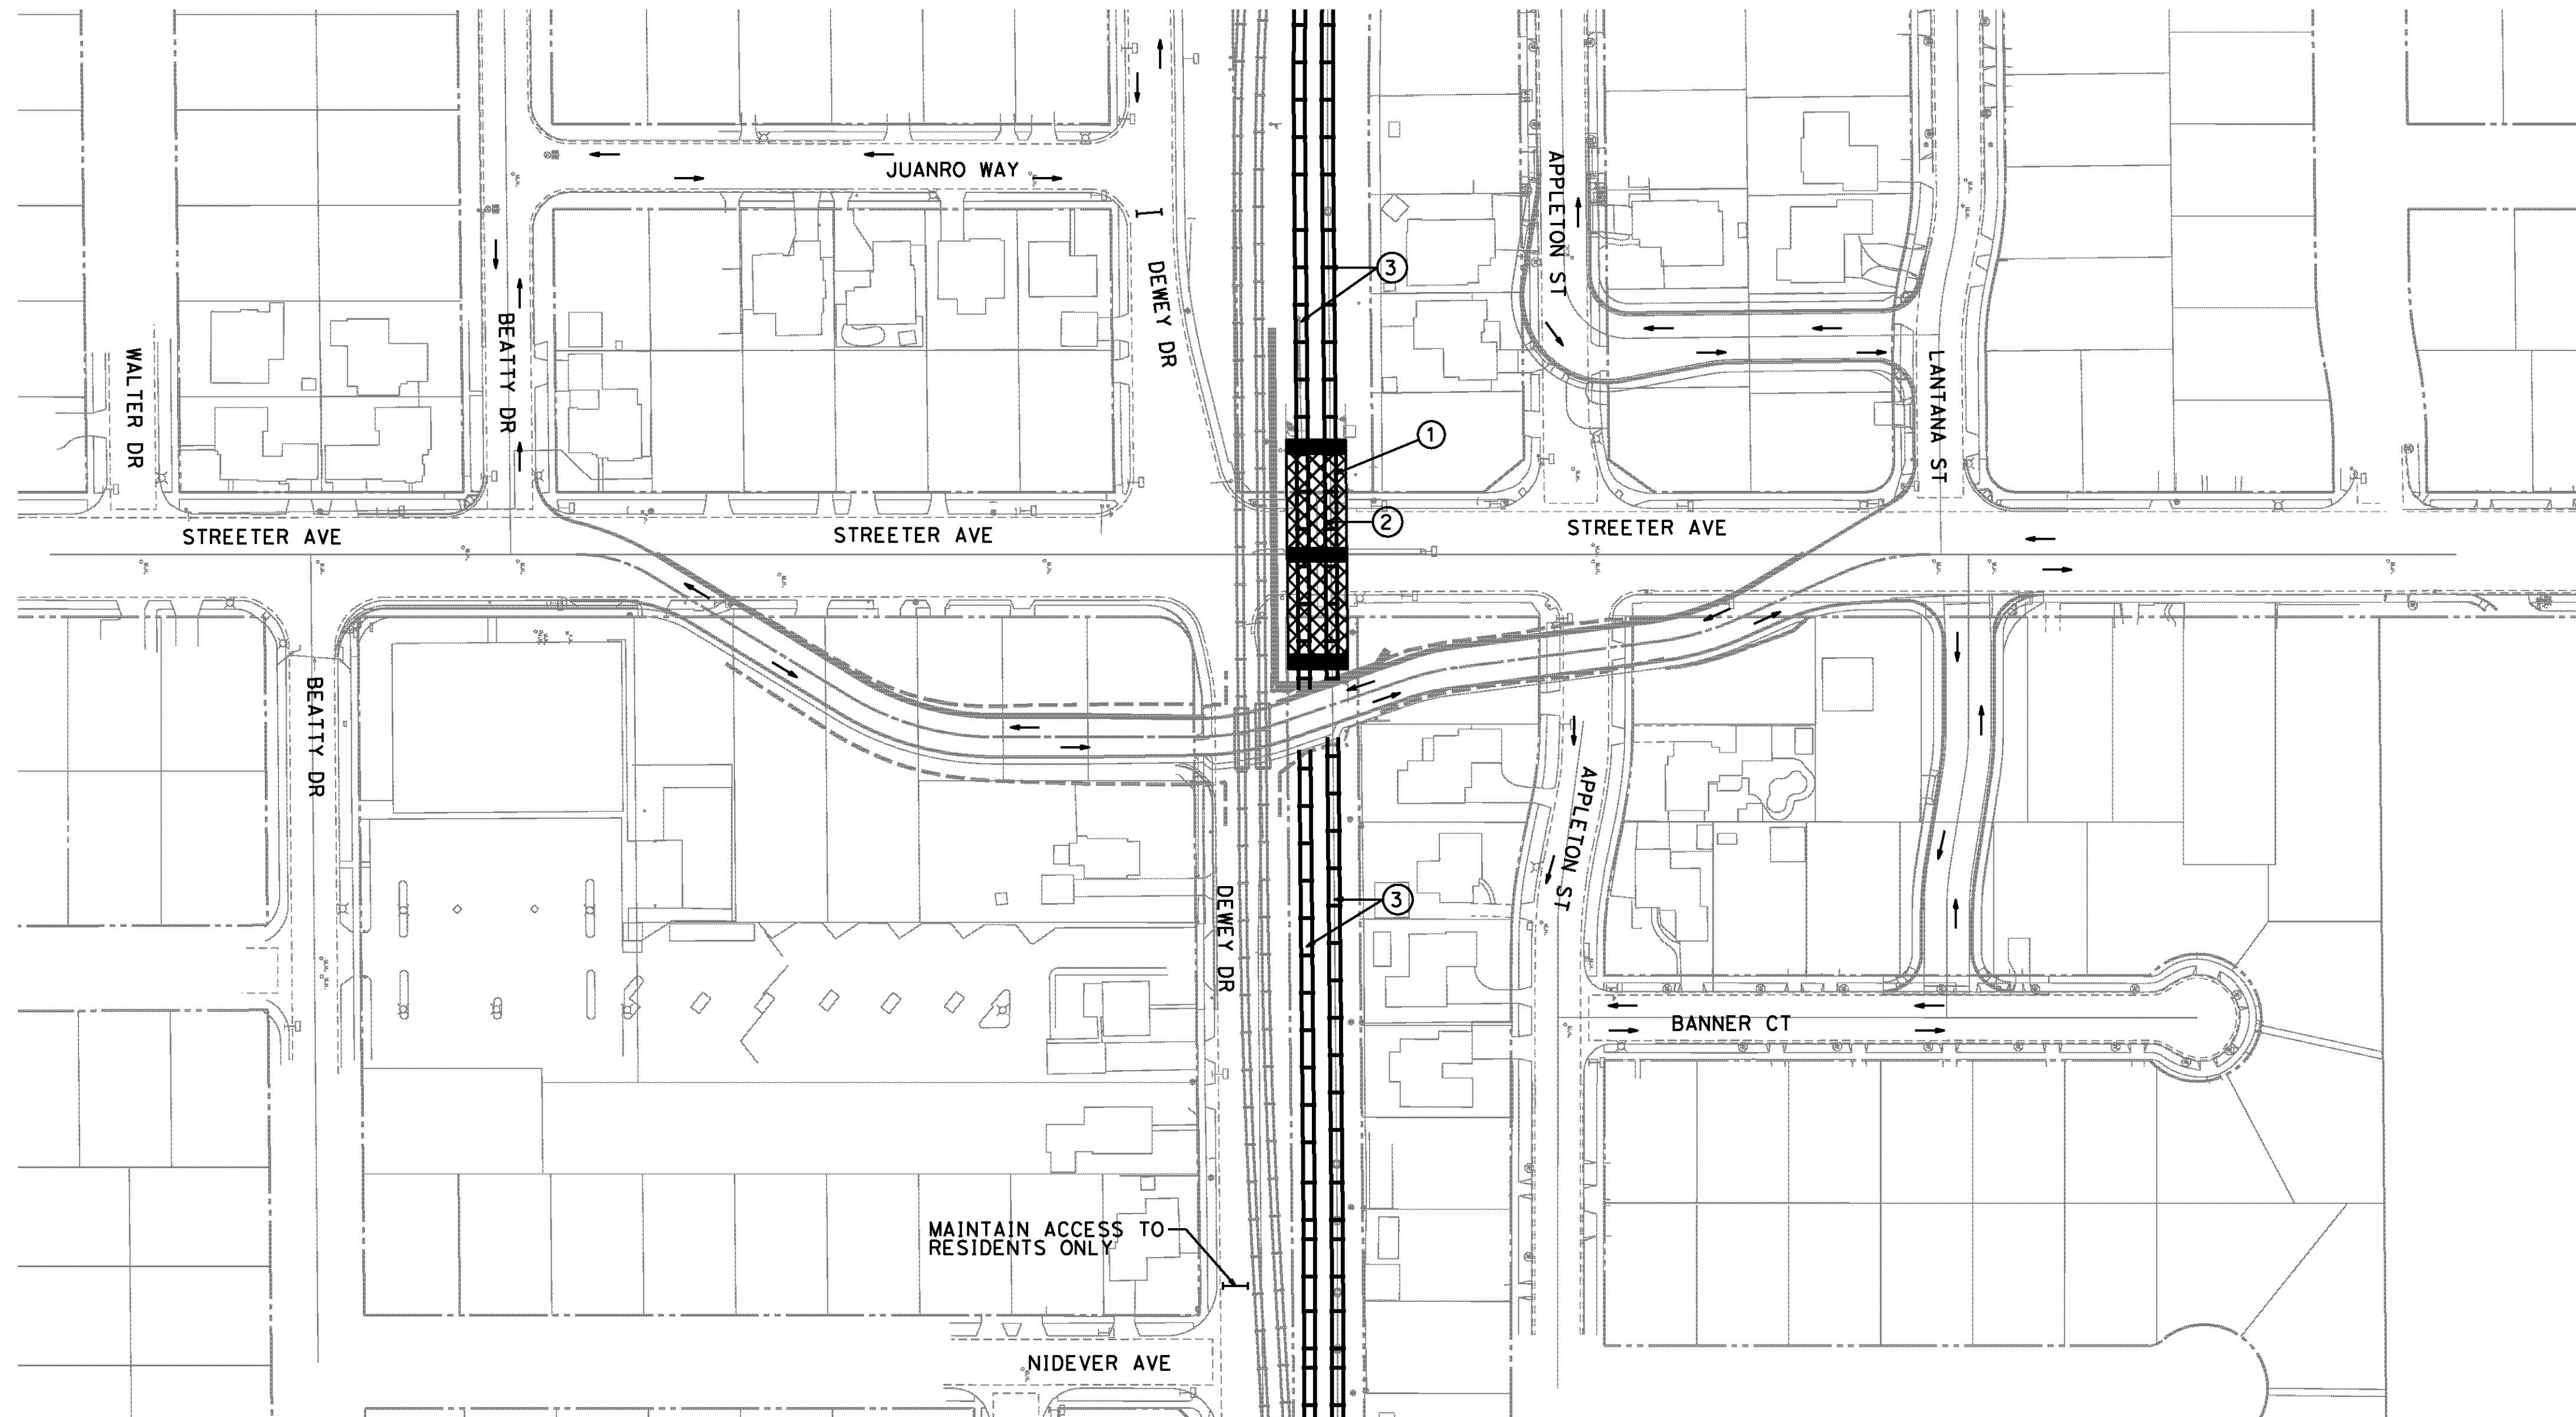 JUANRO WAY
APPLETON ST
DEWEY DR
3
BEATTY DR
WALTER DR
LANTANA ST
1
2
STREETER AVE
STREETER AVE
STREETER AVE
BEATTY DR
APPLETON ST
DEWEY DR
3
BANNER CT
MAINTAIN ACCESS TO
RESIDENTS ONLY
NIDEVER AVE